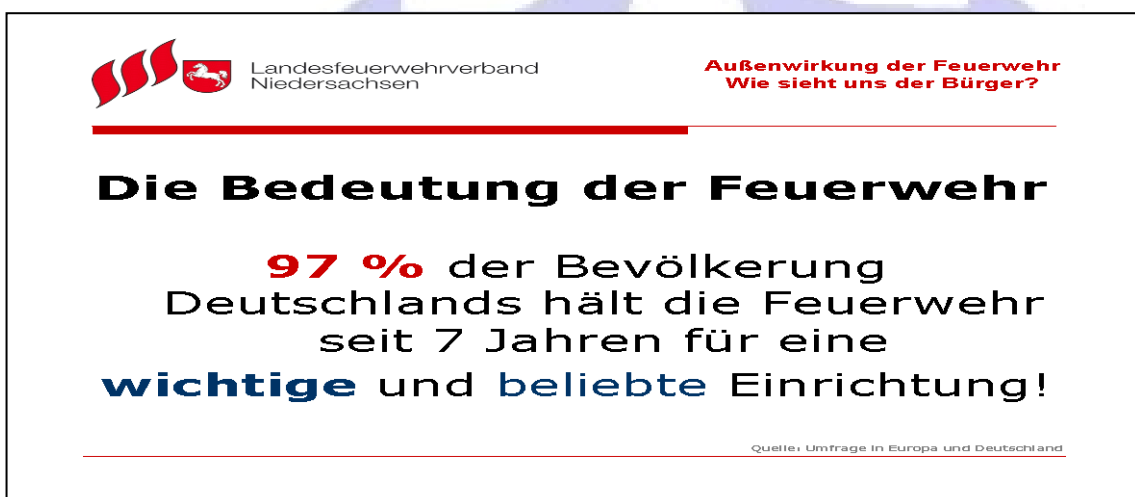 Landesfeuerwehrverband
Niedersachsen
Außenwirkung der Feuerwehr
Wie sieht uns der Bürger?
Die Bedeutung der Feuerwehr
97 % der Bevölkerung
Deutschlands hält die Feuerwehr
seit 7 Jahren für eine
wichtige und beliebte Einrichtung!
Quelle: Umfrage in Europa und Deutschland